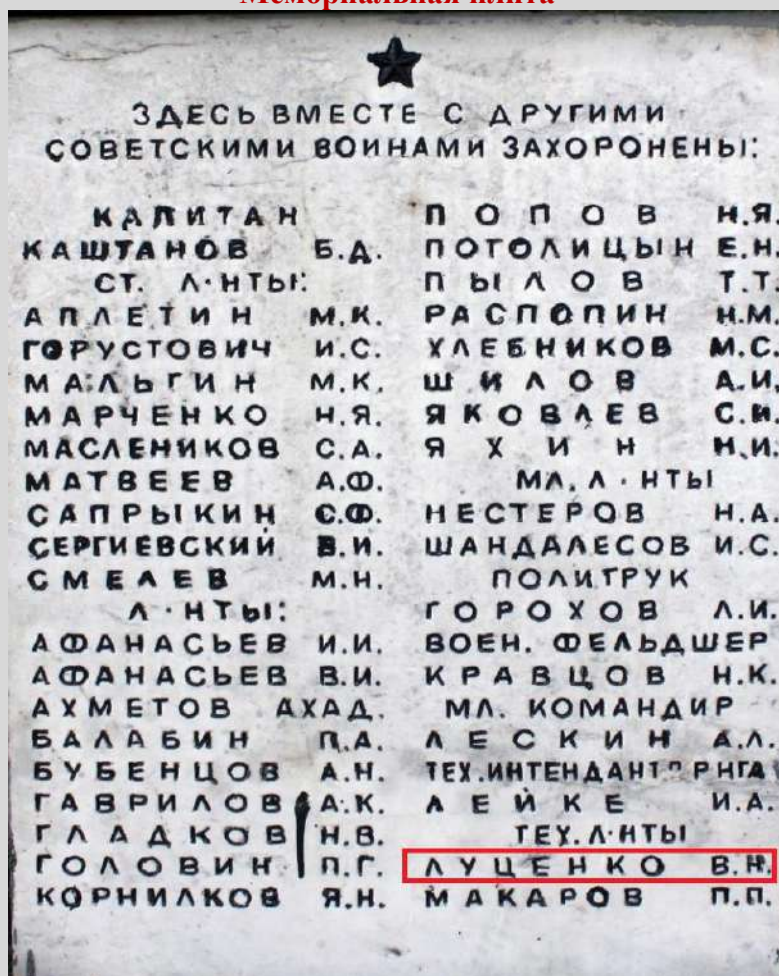 Мемориальная плита
ЗДЕСЬ ВМЕСТЕ С ДРУГИМИ
СОВЕТСКИМИ ВОИНАМИ ЗАХОРОНЕНЫ:
КАПИТАН
КАШТАНОВ Б.Д.
СТ. Л-НТЫ:
АПЛЕТИН М.К.
ГОРУСТОВИЧ И.С.
МАЛЬГИН М.К.
МАРЧЕНКО Н.Я.
МАСЛЕНИКОВ С.А.
МАТВЕЕВ А.Ф.
САПРЫКИН С.Ф.
СЕРГИЕВСКИЙ В.И.
СМЕЛЕВ М.Н.
Л-НТЫ:
АФАНАСЬЕВ И.И.
АФАНАСЬЕВ В.И.
АХМЕТОВ АХАД.
БАЛАБИН П.А.
БУБЕНЦОВ А.Н.
ГАВРИЛОВ А.К.
ГЛАДКОВ Н.В.
ГОЛОВИН П.Г.
КОРНИЛКОВ Я.Н.
ПОПОВ Н.Я.
ПОТОЛИЦЫН Е.Н.
ПЫЛОВ Т.Т.
РАСПОПИН Н.М.
ХЛЕБНИКОВ М.С.
ШИЛОВ А.И.
ЯКОВЛЕВ С.И.
ЯХИН Н.И.
МЛ. Л-НТЫ
НЕСТЕРОВ Н.А.
ШАНДАЛЕСОВ И.С.
ПОЛИТРУК
ГОРОХОВ Л.И.
ВОЕН. ФЕЛЬДШЕР
КРАВЦОВ Н.К.
МЛ. КОМАНДИР
ЛЕСКИН А.Л.
ТЕХ.ИНТЕНДАНТ РНГА
ЛЕЙКЕ И.А.
ТЕХ. Л-НТЫ
ЛУЦЕНКО В.Н.
МАКАРОВ П.П.